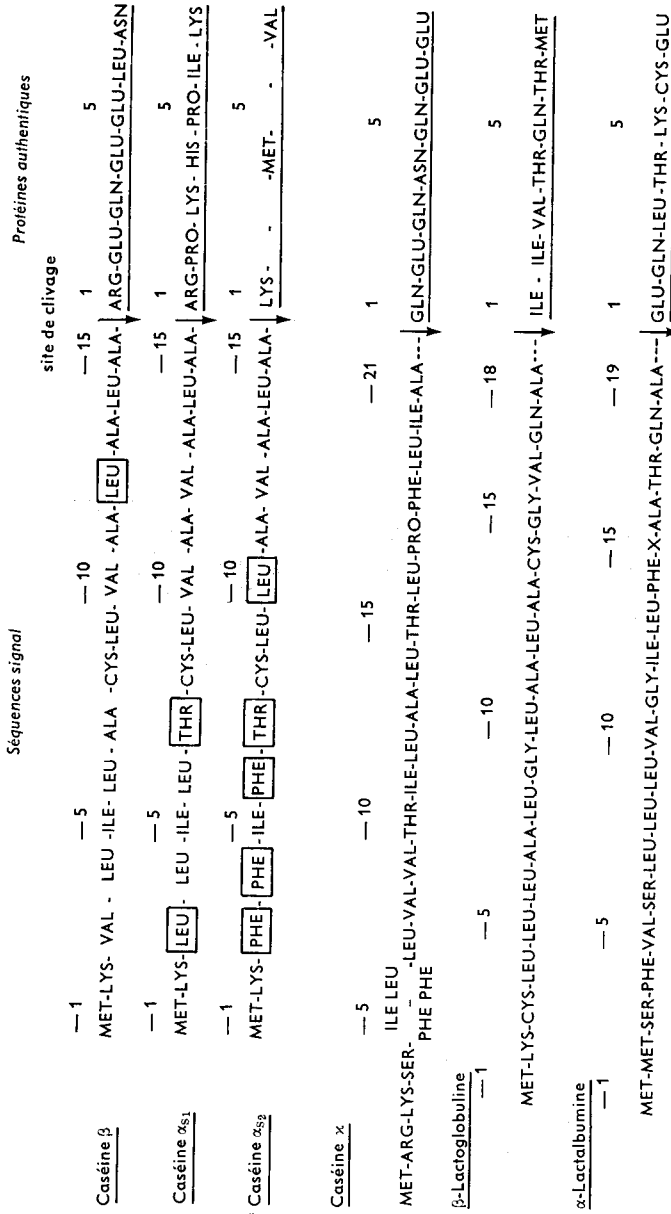 Séquences signal Protéines authentiques
site de clivage
—1 —5 —10 —15 1 5
Caséine β MET-LYS- VAL - LEU -ILE- LEU - ALA -CYS-LEU- VAL -ALA- LEU -ALA-LEU-ALA- ARG-GLU-GLN-GLU-GLU-LEU-ASN
—1 —5 —10 —15 1 5
Caséine αS1 MET-LYS- LEU - LEU -ILE- LEU - THR -CYS-LEU- VAL -ALA- VAL -ALA-LEU-ALA- ARG-PRO- LYS - HIS - PRO- ILE - LYS
—1 —5 —10 —15 1 5
Caséine αS2 MET-LYS- PHE - PHE -ILE- PHE - THR -CYS-LEU- LEU -ALA- VAL -ALA-LEU-ALA- LYS - - -MET- - -VAL
Caséine ϰ —5 —10 —15 —21 1 5
ILE LEU
MET-ARG-LYS-SER- - -LEU-VAL-VAL-THR-ILE-LEU-ALA-LEU-THR-LEU-PRO-PHE-LEU-ILE-ALA---- GLN-GLU-GLN-ASN-GLN-GLU-GLU
PHE PHE
β-Lactoglobuline
—1 —5 —10 —15 —18 1 5
MET-LYS-CYS-LEU-LEU-LEU-ALA-LEU-GLY-LEU-ALA-LEU-ALA-CYS-GLY-VAL-GLN-ALA---- ILE - ILE-VAL-THR-GLN-THR-MET
α-Lactalbumine
—1 —5 —10 —15 —19 1 5
MET-MET-SER-PHE-VAL-SER-LEU-LEU-LEU-VAL-GLY-ILE-LEU-PHE-X-ALA-THR-GLN-ALA---- GLU-GLN-LEU-THR - LYS-CYS-GLU